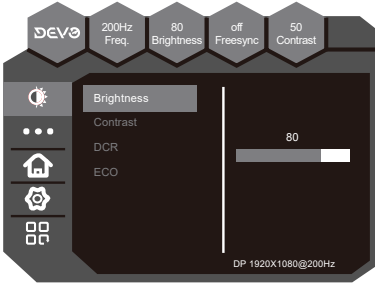 DEVO
200Hz
Freq.
80
Brightness
off
Freesync
50
Contrast
Brightness
Contrast
DCR
ECO
80
DP 1920X1080@200Hz